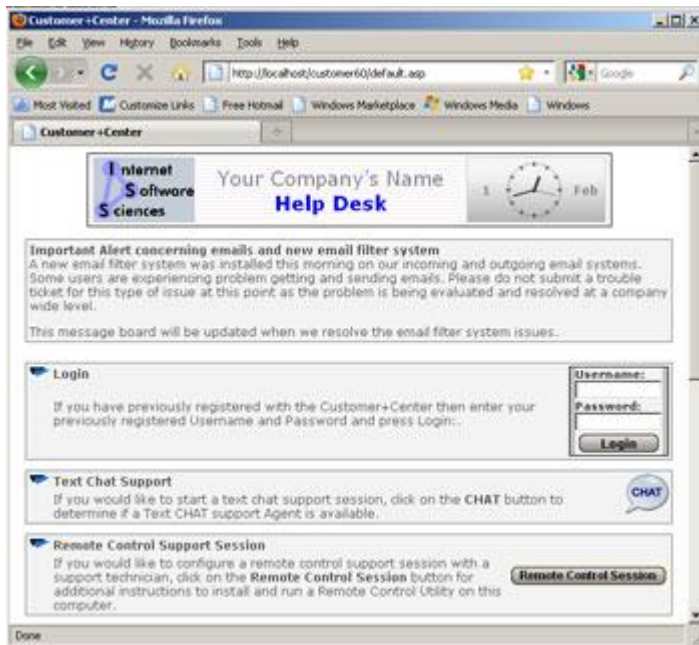 Customer+Center - Mozilla Firefox
File Edit View History Bookmarks Tools Help
http://localhost/customer60/default.asp
Google
Most Visited Customize Links Free Hotmail Windows Marketplace Windows Media Windows
Customer+Center
Internet
Software
Sciences
Your Company's Name
Help Desk
1 Feb
Important Alert concerning emails and new email filter system
A new email filter system was installed this morning on our incoming and outgoing email systems.
Some users are experiencing problem getting and sending emails. Please do not submit a trouble
ticket for this type of issue at this point as the problem is being evaluated and resolved at a company
wide level.
This message board will be updated when we resolve the email filter system issues.
Login
If you have previously registered with the Customer+Center then enter your
previously registered Username and Password and press Login:.
Username:
Password:
Login
Text Chat Support
If you would like to start a text chat support session, click on the CHAT button to
determine if a Text CHAT support Agent is available.
CHAT
Remote Control Support Session
If you would like to configure a remote control support session with a
support technician, click on the Remote Control Session button for
additional instructions to install and run a Remote Control Utility on this
computer.
Remote Control Session
Done